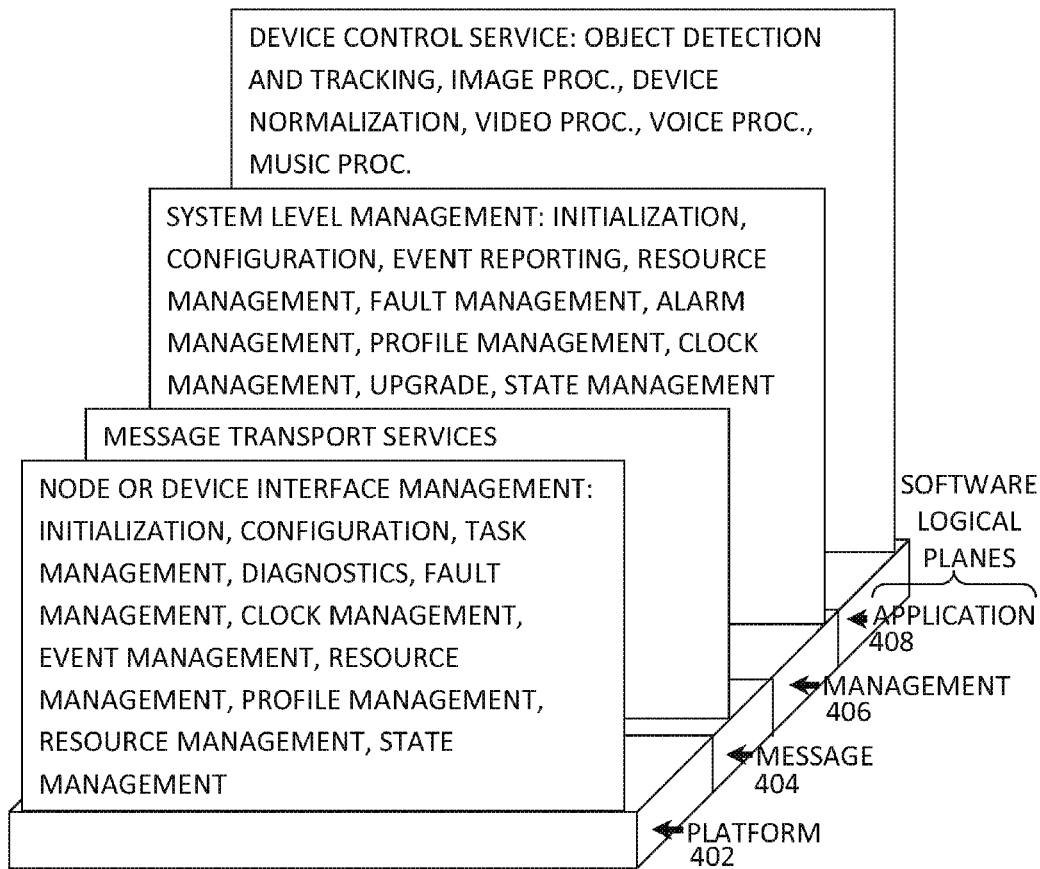 DEVICE CONTROL SERVICE: OBJECT DETECTION
AND TRACKING, IMAGE PROC., DEVICE
NORMALIZATION, VIDEO PROC., VOICE PROC.,
MUSIC PROC.
SYSTEM LEVEL MANAGEMENT: INITIALIZATION,
CONFIGURATION, EVENT REPORTING, RESOURCE
MANAGEMENT, FAULT MANAGEMENT, ALARM
MANAGEMENT, PROFILE MANAGEMENT, CLOCK
MANAGEMENT, UPGRADE, STATE MANAGEMENT
MESSAGE TRANSPORT SERVICES
NODE OR DEVICE INTERFACE MANAGEMENT:
INITIALIZATION, CONFIGURATION, TASK
MANAGEMENT, DIAGNOSTICS, FAULT
MANAGEMENT, CLOCK MANAGEMENT,
EVENT MANAGEMENT, RESOURCE
MANAGEMENT, PROFILE MANAGEMENT,
RESOURCE MANAGEMENT, STATE
MANAGEMENT
SOFTWARE
LOGICAL
PLANES
APPLICATION
408
MANAGEMENT
406
MESSAGE
404
PLATFORM
402